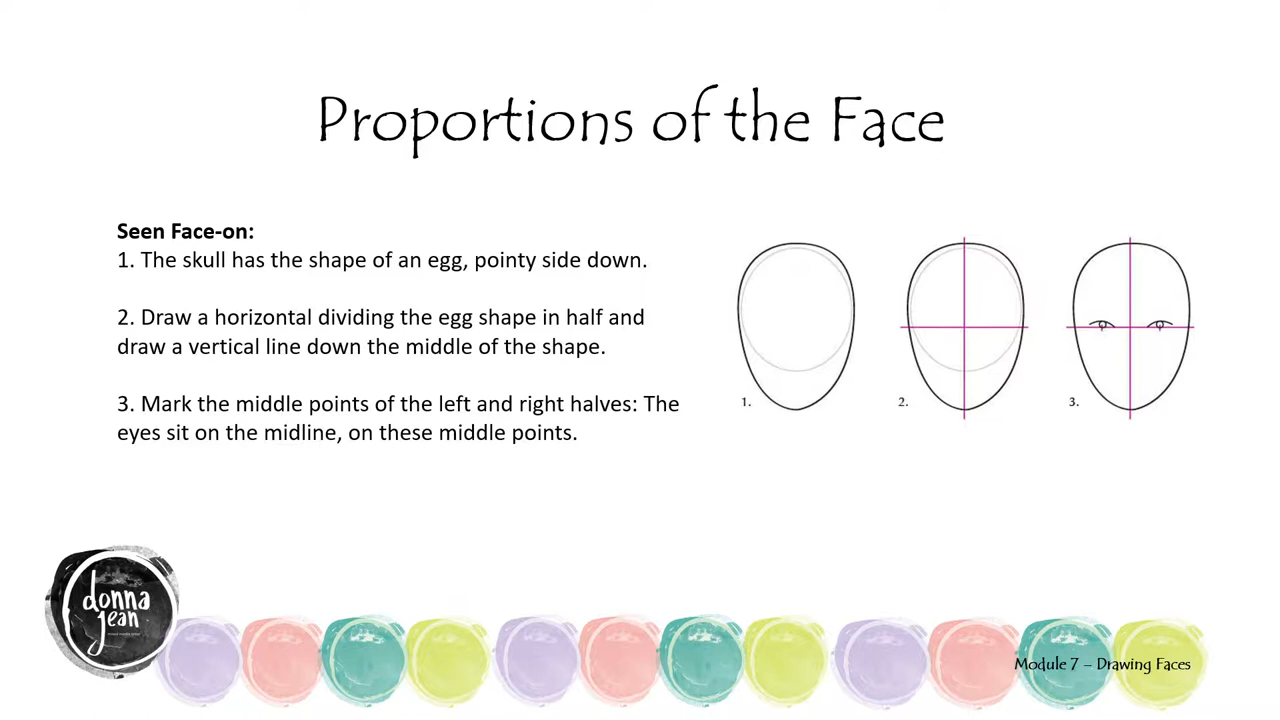 Proportions of the Face
Seen Face-on:
1. The skull has the shape of an egg, pointy side down.
2. Draw a horizontal dividing the egg shape in half and
draw a vertical line down the middle of the shape.
3. Mark the middle points of the left and right halves: The
eyes sit on the midline, on these middle points.
1.
2.
3.
donna
jean
Module 7 – Drawing Faces